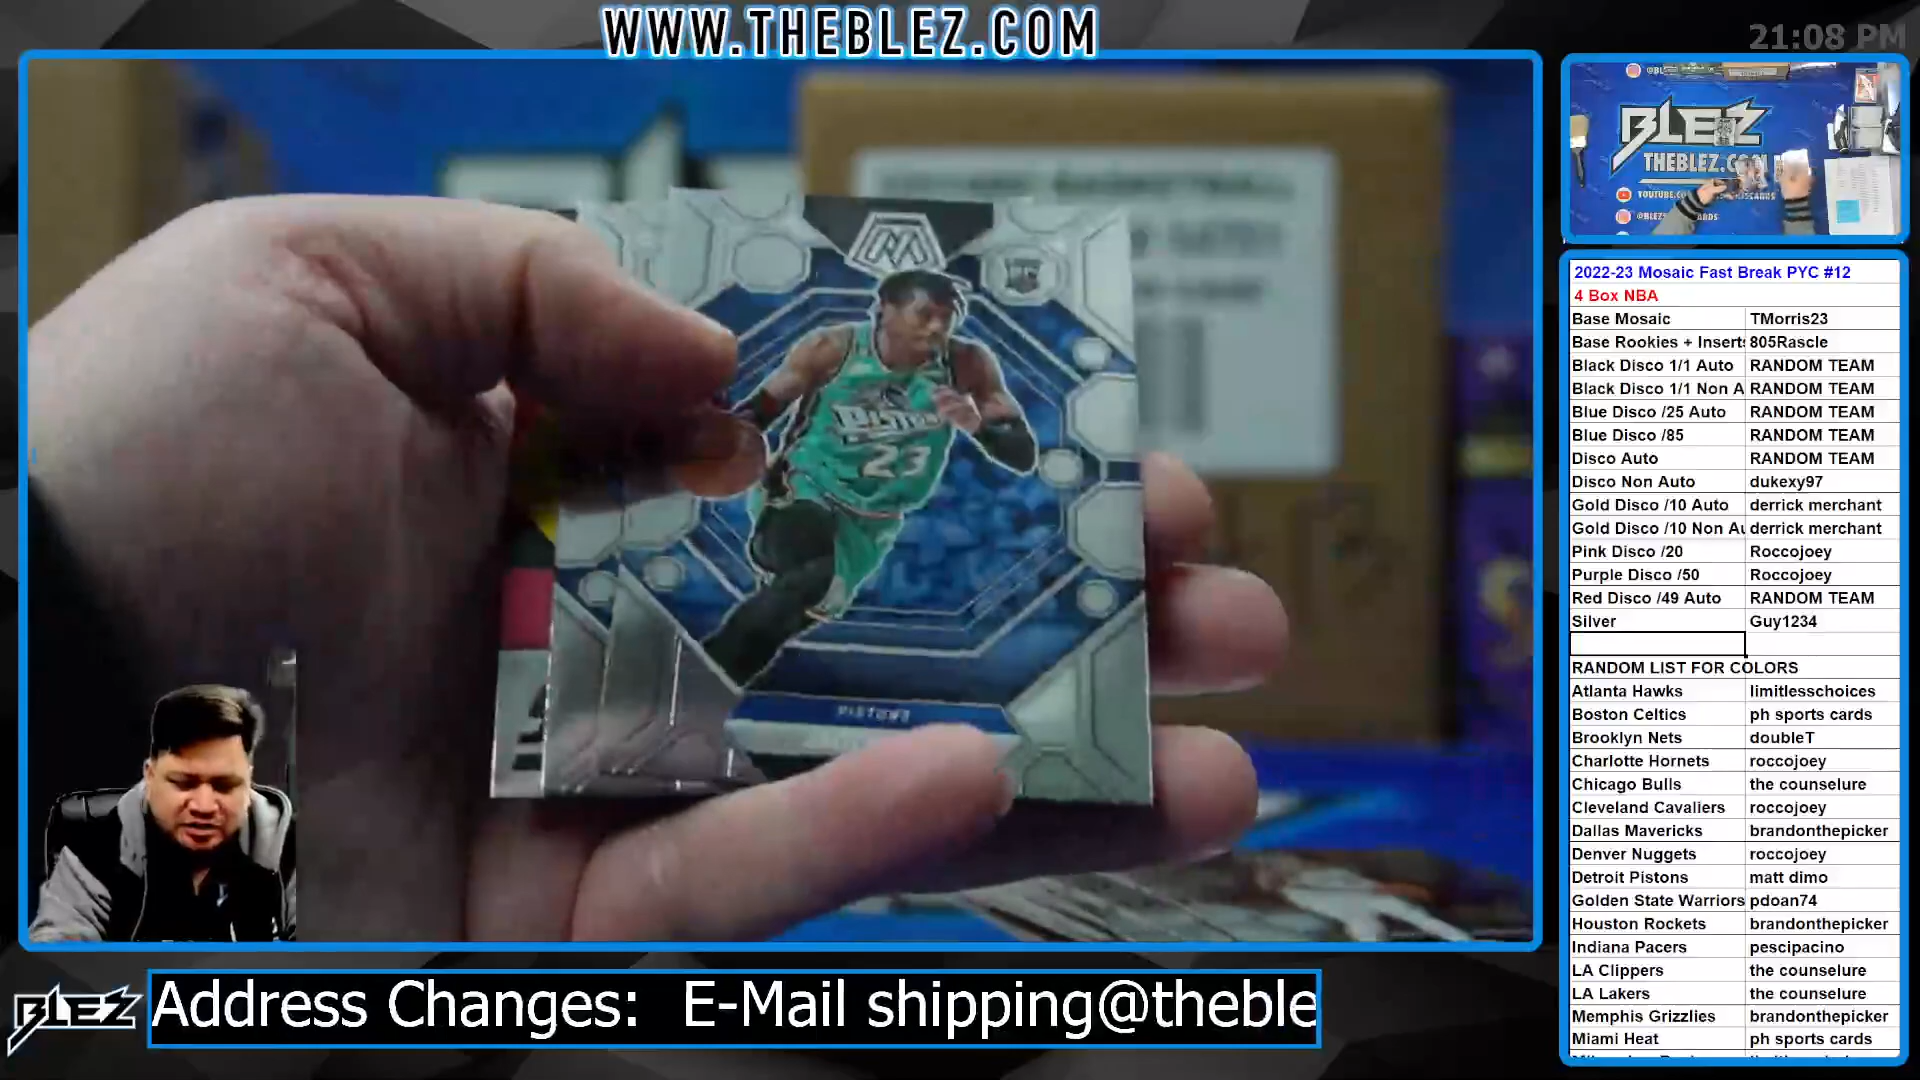 WWW.THEBLEZ.COM
21:08 PM
BLEZ
THEBLEZ.COM
PISTONS
23
PISTONS
2022-23 Mosaic Fast Break PYC #12
4 Box NBA
Base Mosaic TMorris23
Base Rookies + Inserts 805Rascle
Black Disco 1/1 Auto RANDOM TEAM
Black Disco 1/1 Non A RANDOM TEAM
Blue Disco /25 Auto RANDOM TEAM
Blue Disco /85 RANDOM TEAM
Disco Auto RANDOM TEAM
Disco Non Auto dukexy97
Gold Disco /10 Auto derrick merchant
Gold Disco /10 Non Au derrick merchant
Pink Disco /20 Roccojoey
Purple Disco /50 Roccojoey
Red Disco /49 Auto RANDOM TEAM
Silver Guy1234
RANDOM LIST FOR COLORS
Atlanta Hawks limitlesschoices
Boston Celtics ph sports cards
Brooklyn Nets doubleT
Charlotte Hornets roccojoey
Chicago Bulls the counselure
Cleveland Cavaliers roccojoey
Dallas Mavericks brandonthepicker
Denver Nuggets roccojoey
Detroit Pistons matt dimo
Golden State Warriors pdoan74
Houston Rockets brandonthepicker
Indiana Pacers pescipacino
LA Clippers the counselure
LA Lakers the counselure
Memphis Grizzlies brandonthepicker
Miami Heat ph sports cards
BLEZ
Address Changes: E-Mail shipping@theble